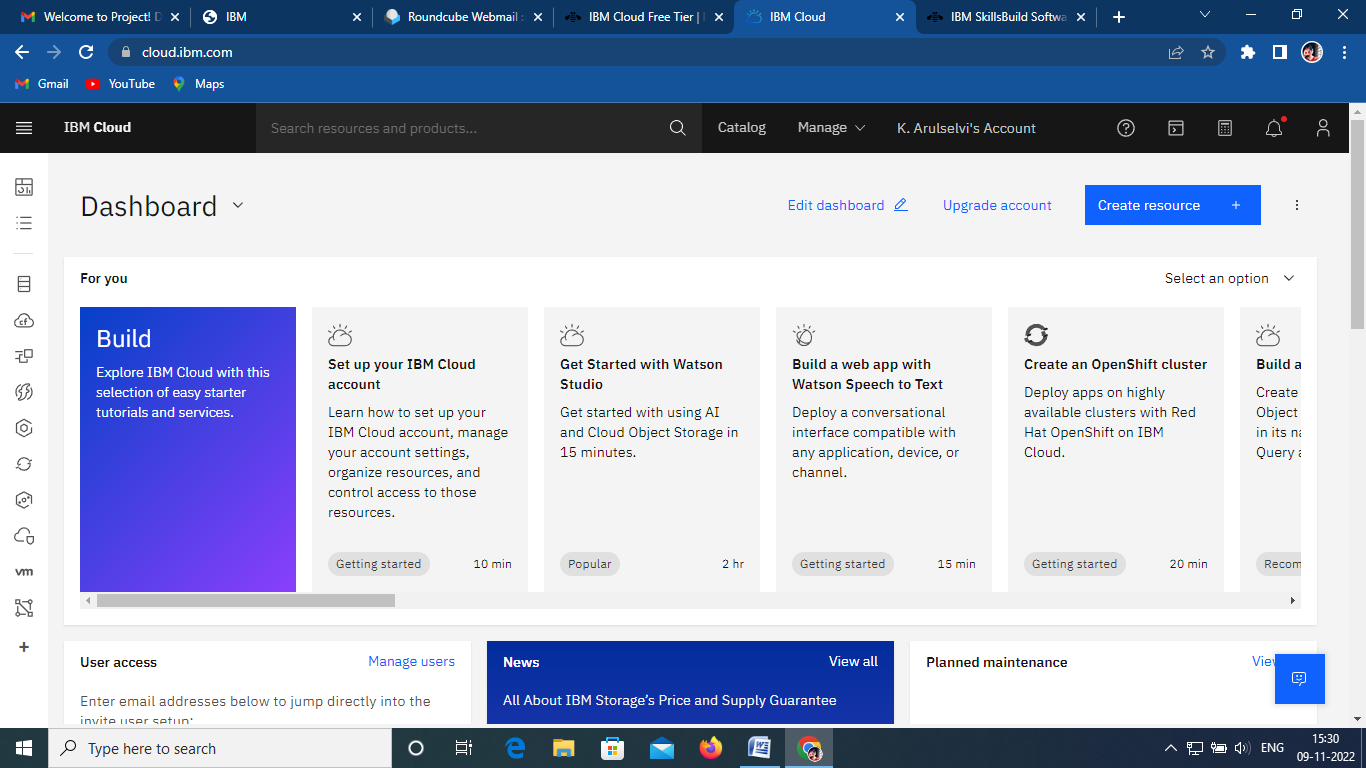 Welcome to Project! D
IBM
Roundcube Webmail :
IBM Cloud Free Tier | I
IBM Cloud
IBM SkillsBuild Softwa
cloud.ibm.com
Gmail
YouTube
Maps
IBM Cloud
Search resources and products...
Catalog
Manage
K. Arulselvi's Account
Dashboard
Edit dashboard
Upgrade account
Create resource +
For you
Select an option
Build
Explore IBM Cloud with this
selection of easy starter
tutorials and services.
Set up your IBM Cloud
account
Learn how to set up your
IBM Cloud account, manage
your account settings,
organize resources, and
control access to those
resources.
Getting started
10 min
Get Started with Watson
Studio
Get started with using AI
and Cloud Object Storage in
15 minutes.
Popular
2 hr
Build a web app with
Watson Speech to Text
Deploy a conversational
interface compatible with
any application, device, or
channel.
Getting started
15 min
Create an OpenShift cluster
Deploy apps on highly
available clusters with Red
Hat OpenShift on IBM
Cloud.
Getting started
20 min
Build a
Create
Object
in its na
Query a
Recom
vm
User access
Manage users
Enter email addresses below to jump directly into the
invite user setup:
News
View all
All About IBM Storage's Price and Supply Guarantee
Planned maintenance
View
Type here to search
ENG
15:30
09-11-2022